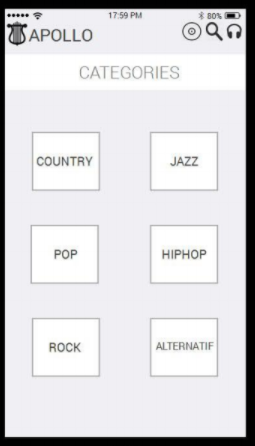 17:59 PM 80%
APOLLO
CATEGORIES
COUNTRY JAZZ
POP HIPHOP
ROCK ALTERNATIF